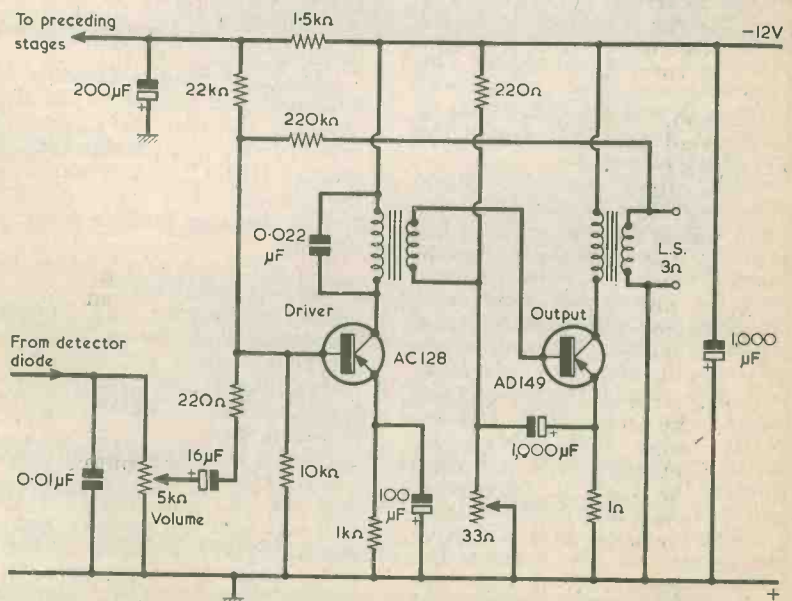 To preceding
stages
1·5kΩ
−12V
200μF
+
22kΩ
220Ω
220kΩ
0·022
μF
L.S.
3Ω
Driver
Output
1,000
μF
+
From detector
diode
AC128
AD149
220Ω
16μF
+
1,000μF
+
0·01μF
5kΩ
Volume
10kΩ
100
μF
+
1kΩ
33Ω
1Ω
+